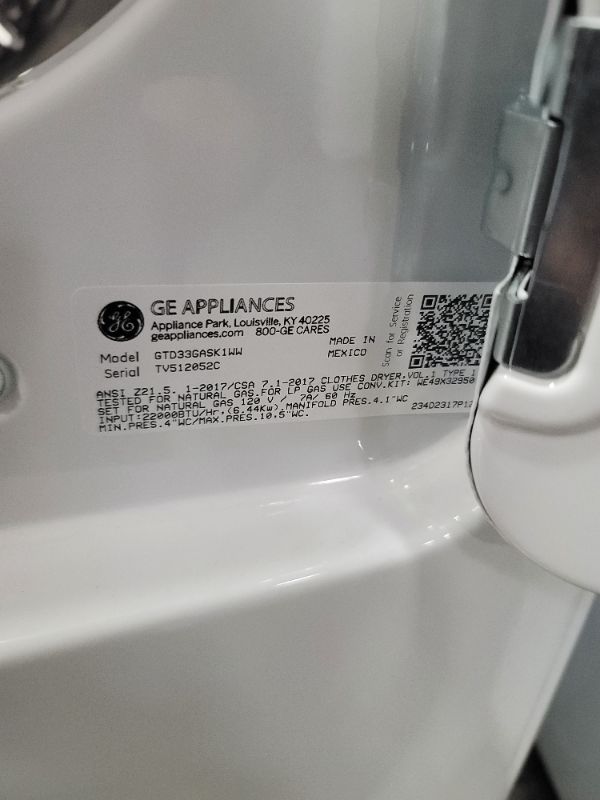 GE APPLIANCES
Appliance Park, Louisville, KY 40225
geappliances.com 800-GE CARES
Model GTD33GASK1WW
Serial TV512052C
MADE IN
MEXICO
Scan for Service
or Registration
ANSI Z21.5. 1-2017/CSA 7.1-2017 CLOTHES DRYER,VOL.1 TYPE 1
TESTED FOR NATURAL GAS.FOR LP GAS USE CONV.KIT: WE49X32950
SET FOR NATURAL GAS 120 V / 7A/ 60 Hz
INPUT:22000BTU/Hr,(6.44Kw).MANIFOLD PRES.4.1"WC
MIN.PRES.4"WC/MAX.PRES.10.5"WC.
234D2317P12